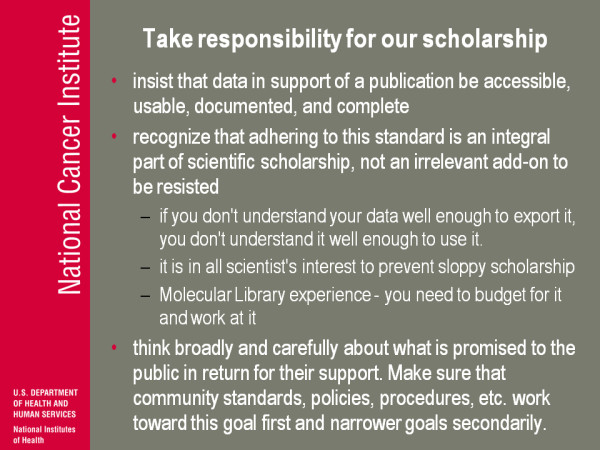 National Cancer Institute
U.S. DEPARTMENT
OF HEALTH AND
HUMAN SERVICES
National Institutes
of Health
Take responsibility for our scholarship
• insist that data in support of a publication be accessible,
usable, documented, and complete
• recognize that adhering to this standard is an integral
part of scientific scholarship, not an irrelevant add-on to
be resisted
– if you don't understand your data well enough to export it,
you don't understand it well enough to use it.
– it is in all scientist's interest to prevent sloppy scholarship
– Molecular Library experience - you need to budget for it
and work at it
• think broadly and carefully about what is promised to the
public in return for their support. Make sure that
community standards, policies, procedures, etc. work
toward this goal first and narrower goals secondarily.